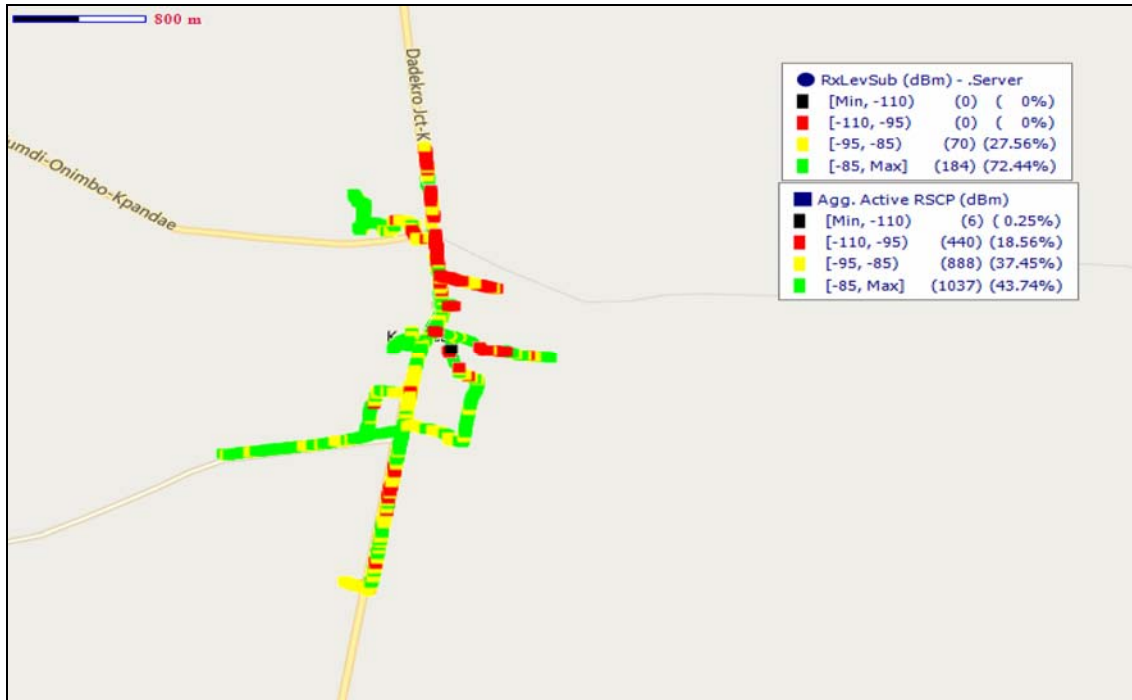 800 m
Dadekro Jct-K
umdi-Onimbo-Kpandae
RxLevSub (dBm) - .Server
[Min, -110) (0) ( 0%)
[-110, -95) (0) ( 0%)
[-95, -85) (70) (27.56%)
[-85, Max] (184) (72.44%)
Agg. Active RSCP (dBm)
[Min, -110) (6) ( 0.25%)
[-110, -95) (440) (18.56%)
[-95, -85) (888) (37.45%)
[-85, Max] (1037) (43.74%)